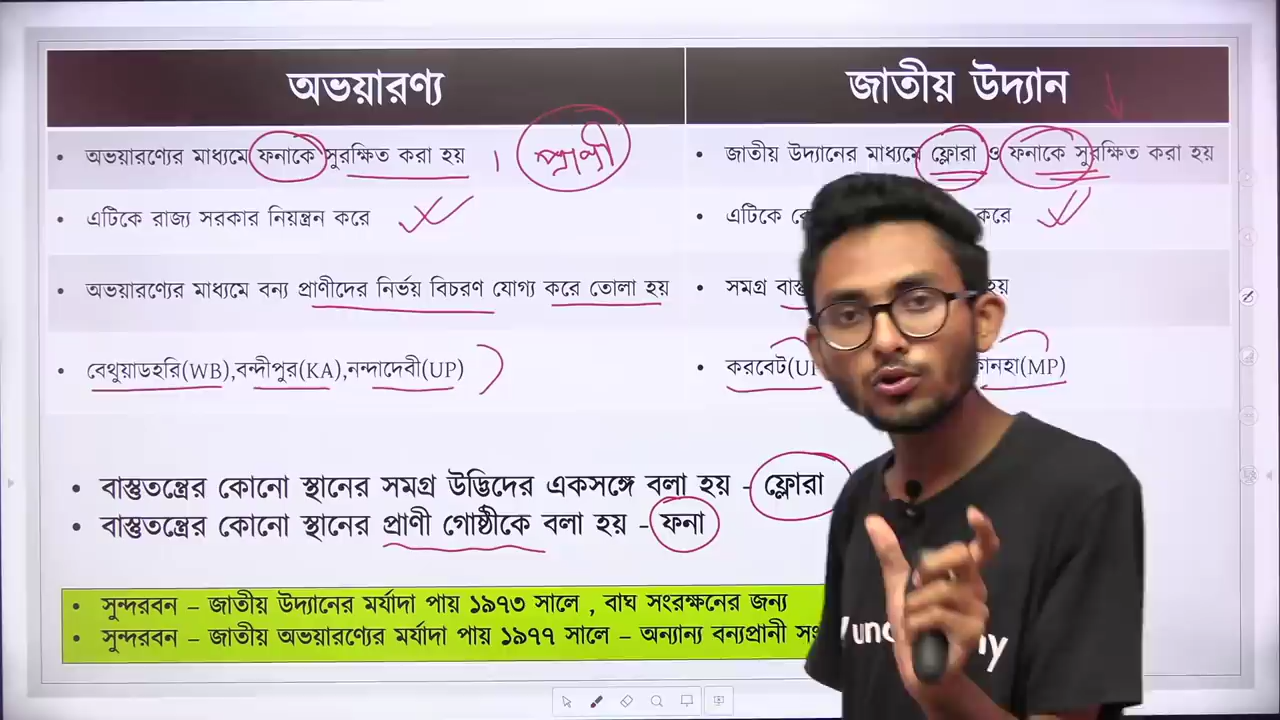 অভয়ারণ্য
জাতীয় উদ্যান
• অভয়ারণ্যের মাধ্যমে ফনাকে সুরক্ষিত করা হয় । প্রাণী
• জাতীয় উদ্যানের মাধ্যমে ফ্লোরা ও ফনাকে সুরক্ষিত করা হয়
• এটিকে রাজ্য সরকার নিয়ন্ত্রন করে
• এটিকে করে
• অভয়ারণ্যের মাধ্যমে বন্য প্রাণীদের নির্ভয় বিচরণ যোগ্য করে তোলা হয়
• সমগ্র হয়
• বেথুয়াডহরি(WB),বন্দীপুর(KA),নন্দাদেবী(UP)
• করবেট(U কানহা(MP)
• বাস্তুতন্ত্রের কোনো স্থানের সমগ্র উদ্ভিদের একসঙ্গে বলা হয় - ফ্লোরা
• বাস্তুতন্ত্রের কোনো স্থানের প্রাণী গোষ্ঠীকে বলা হয় - ফনা
• সুন্দরবন – জাতীয় উদ্যানের মর্যাদা পায় ১৯৭৩ সালে , বাঘ সংরক্ষনের জন্য
• সুন্দরবন – জাতীয় অভয়ারণ্যের মর্যাদা পায় ১৯৭৭ সালে – অন্যান্য বন্যপ্রানী